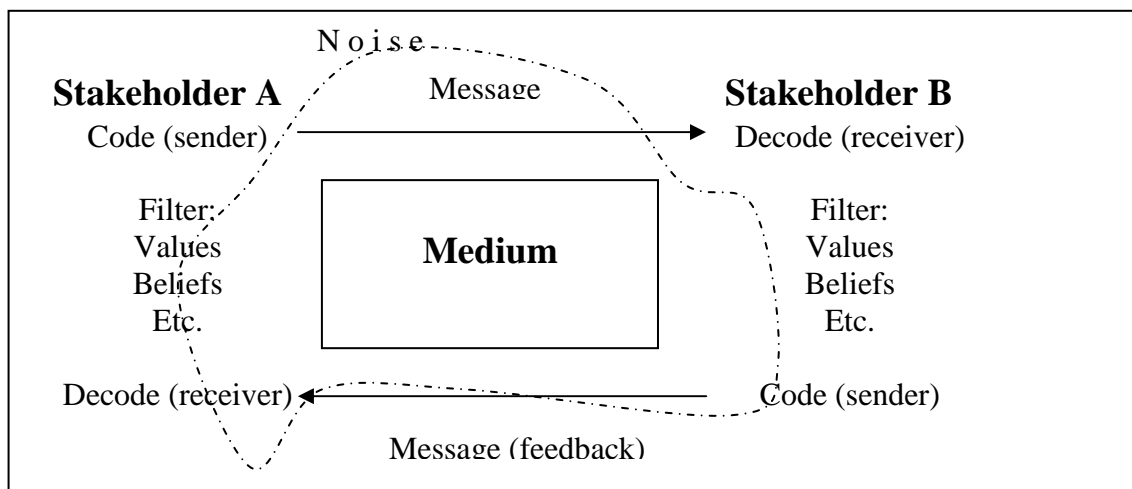 N o i s e
Stakeholder A
Message
Stakeholder B
Code (sender)
Decode (receiver)
Filter:
Values
Beliefs
Etc.
Medium
Filter:
Values
Beliefs
Etc.
Decode (receiver)
Code (sender)
Message (feedback)